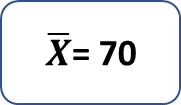 X̅ = 70